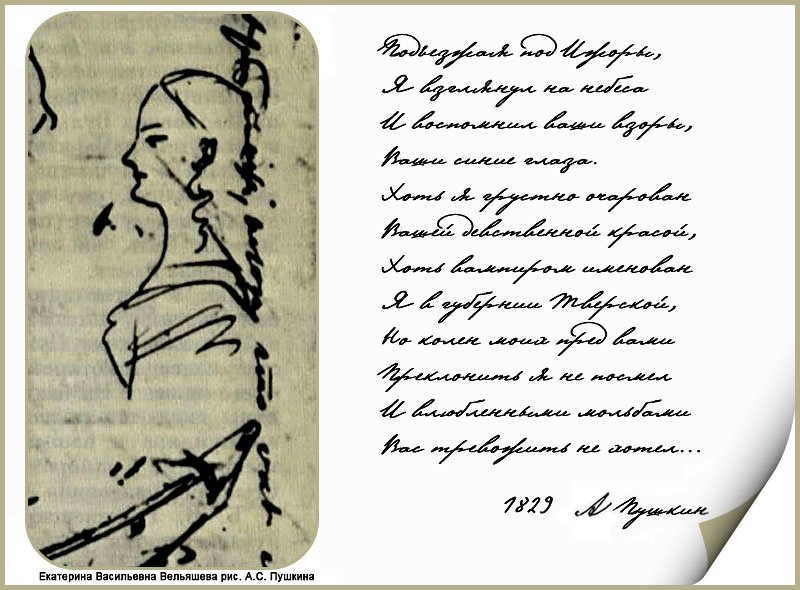 Подъезжая под Ижоры,
Я взглянул на небеса
И воспомнил ваши взоры,
Ваши синие глаза.
Хоть я грустно очарован
Вашей девственной красой,
Хоть вампиром именован
Я в губернии Тверской,
Но колен моих пред вами
Преклонить я не посмел
И влюбленными мольбами
Вас тревожить не хотел...
1829 А Пушкин
Екатерина Васильевна Вельяшева рис. А.С. Пушкина